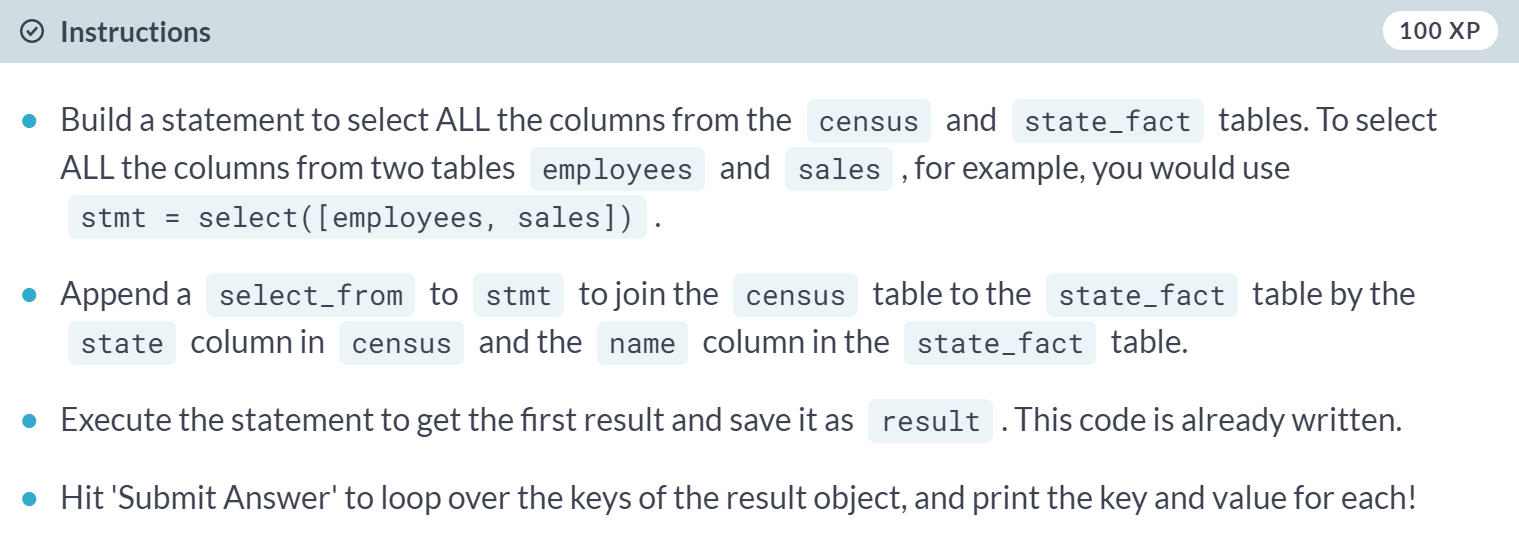 Instructions
100 XP
Build a statement to select ALL the columns from the census and state_fact tables. To select
ALL the columns from two tables employees and sales , for example, you would use
stmt = select([employees, sales]) .
Append a select_from to stmt to join the census table to the state_fact table by the
state column in census and the name column in the state_fact table.
Execute the statement to get the first result and save it as result . This code is already written.
Hit 'Submit Answer' to loop over the keys of the result object, and print the key and value for each!